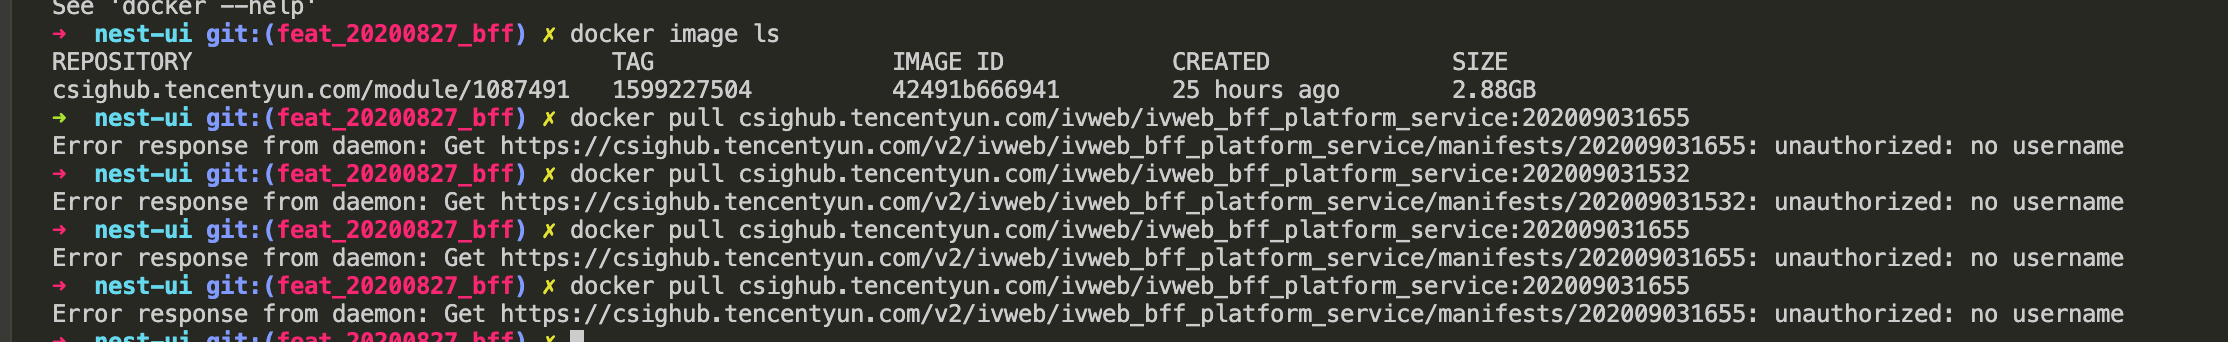 See 'docker --help'
➜  nest-ui git:(feat_20200827_bff) ✗ docker image ls
REPOSITORY                              TAG                 IMAGE ID            CREATED             SIZE
csighub.tencentyun.com/module/1087491   1599227504          42491b666941        25 hours ago        2.88GB
➜  nest-ui git:(feat_20200827_bff) ✗ docker pull csighub.tencentyun.com/ivweb/ivweb_bff_platform_service:202009031655
Error response from daemon: Get https://csighub.tencentyun.com/v2/ivweb/ivweb_bff_platform_service/manifests/202009031655: unauthorized: no username
➜  nest-ui git:(feat_20200827_bff) ✗ docker pull csighub.tencentyun.com/ivweb/ivweb_bff_platform_service:202009031532
Error response from daemon: Get https://csighub.tencentyun.com/v2/ivweb/ivweb_bff_platform_service/manifests/202009031532: unauthorized: no username
➜  nest-ui git:(feat_20200827_bff) ✗ docker pull csighub.tencentyun.com/ivweb/ivweb_bff_platform_service:202009031655
Error response from daemon: Get https://csighub.tencentyun.com/v2/ivweb/ivweb_bff_platform_service/manifests/202009031655: unauthorized: no username
➜  nest-ui git:(feat_20200827_bff) ✗ docker pull csighub.tencentyun.com/ivweb/ivweb_bff_platform_service:202009031655
Error response from daemon: Get https://csighub.tencentyun.com/v2/ivweb/ivweb_bff_platform_service/manifests/202009031655: unauthorized: no username
➜  nest-ui git:(feat_20200827_bff) ✗